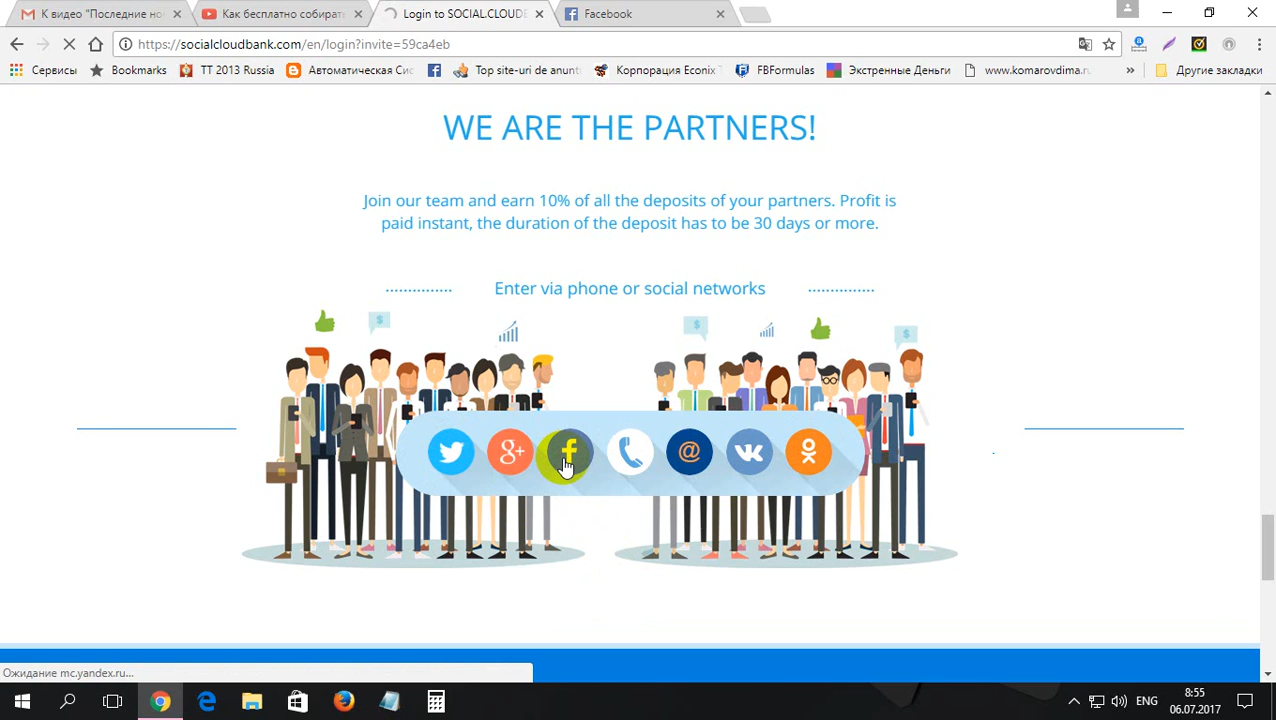 К видео "Последние нов
Как бесплатно собирать
Login to SOCIAL.CLOUDB
Facebook
https://socialcloudbank.com/en/login?invite=59ca4eb
Сервисы
Bookmarks
TT 2013 Russia
Автоматическая Сис
Top site-uri de anunt
Корпорация Econix
FBFormulas
Экстренные Деньги
www.komarovdima.ru
»
Другие закладки
WE ARE THE PARTNERS!
Join our team and earn 10% of all the deposits of your partners. Profit is
paid instant, the duration of the deposit has to be 30 days or more.
Enter via phone or social networks
Ожидание mc.yandex.ru...
ENG
8:55
06.07.2017